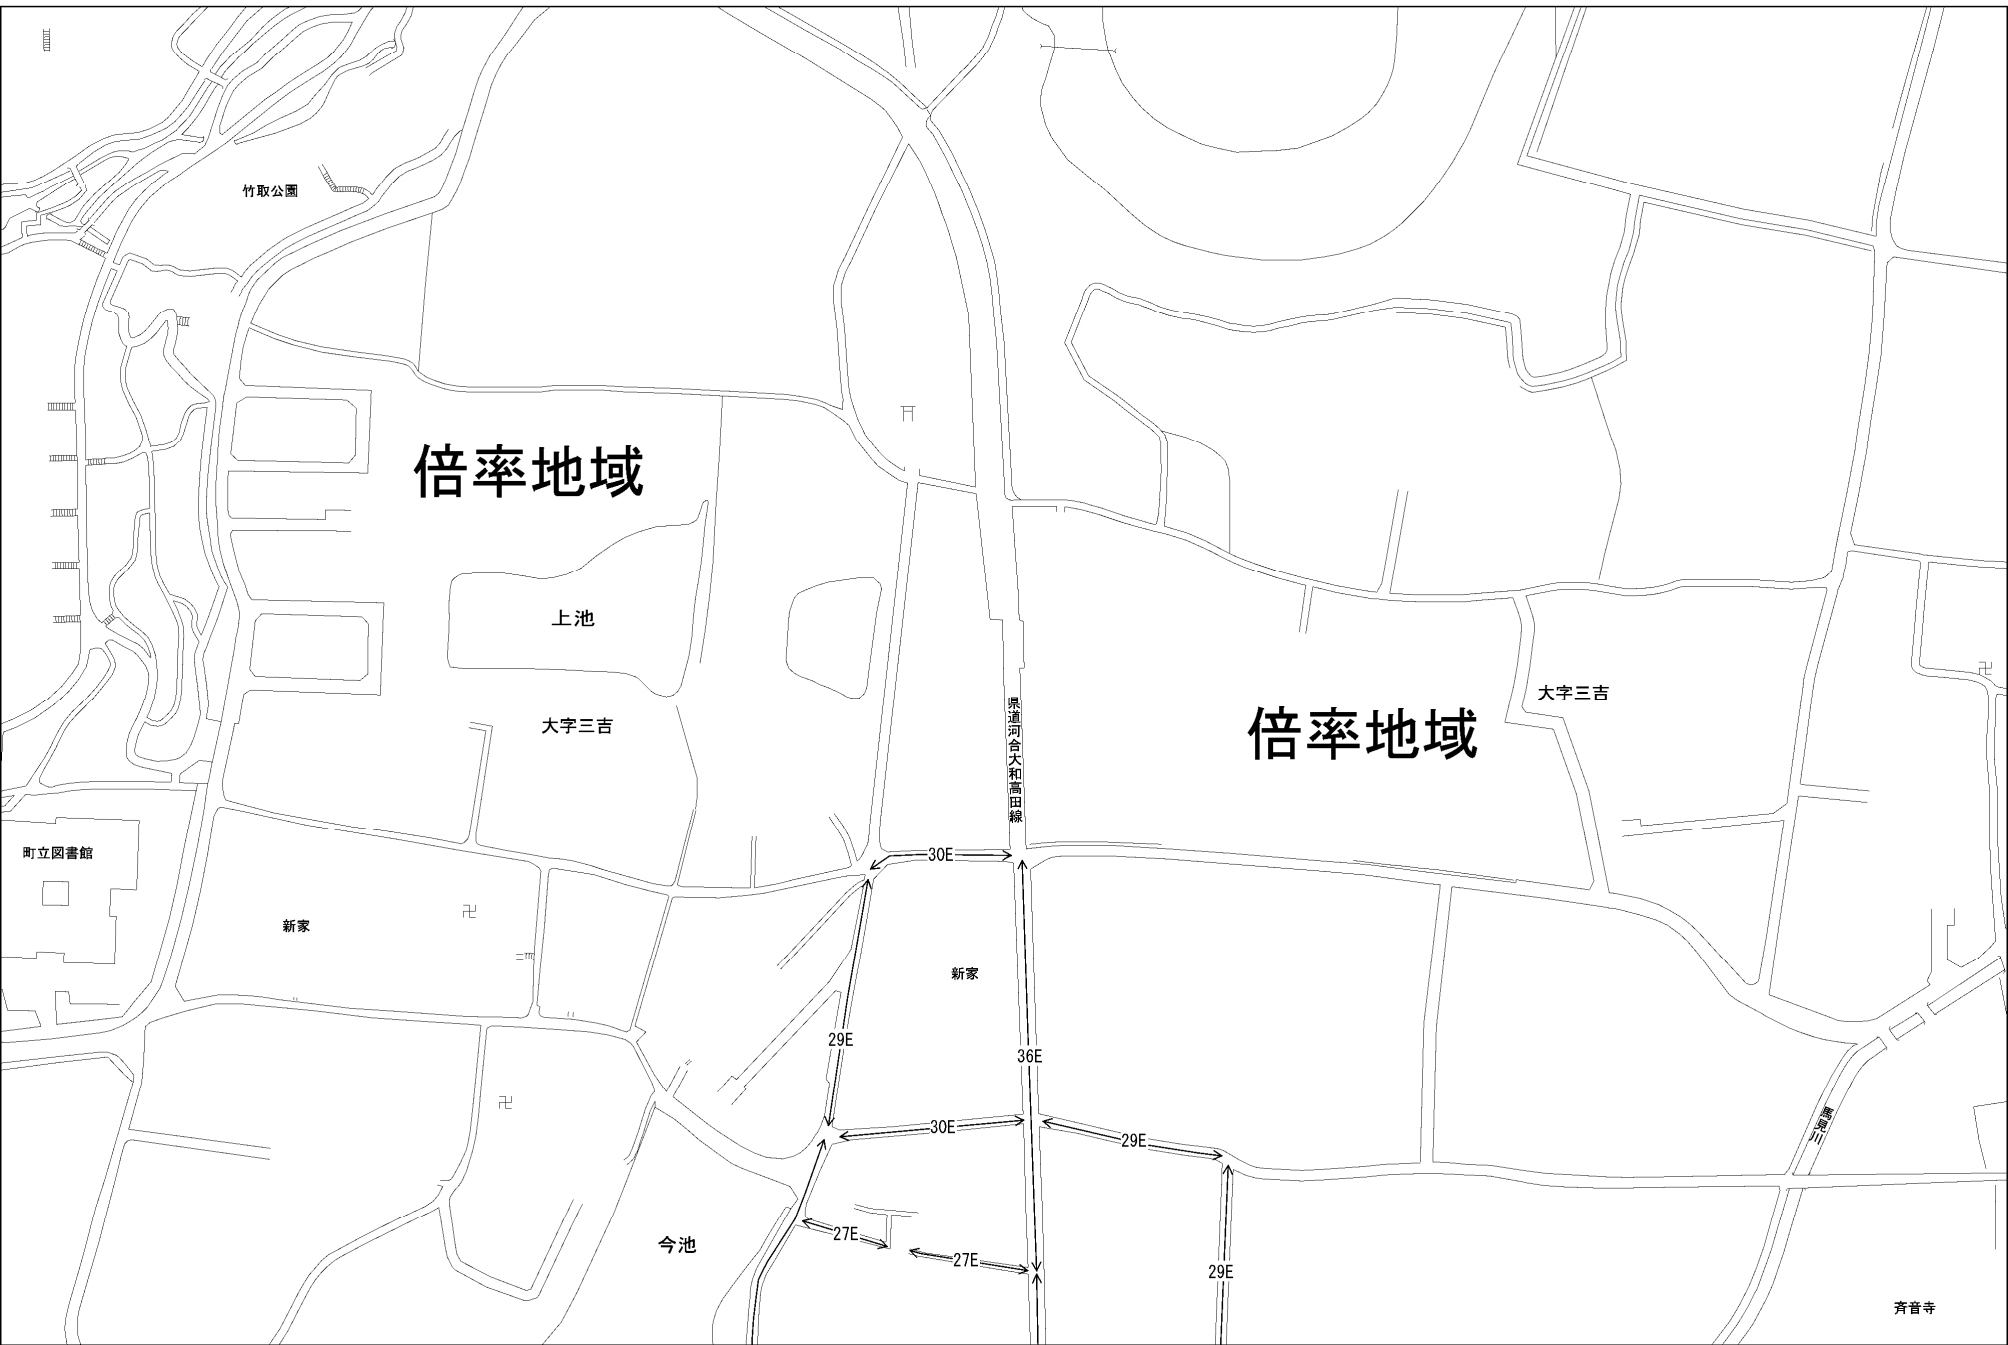 竹取公園
倍率地域
上池
大字三吉
県道河合大和高田線
倍率地域
大字三吉
町立図書館
30E
新家
新家
29E
36E
30E
29E
馬見川
27E
今池
27E
29E
斉音寺